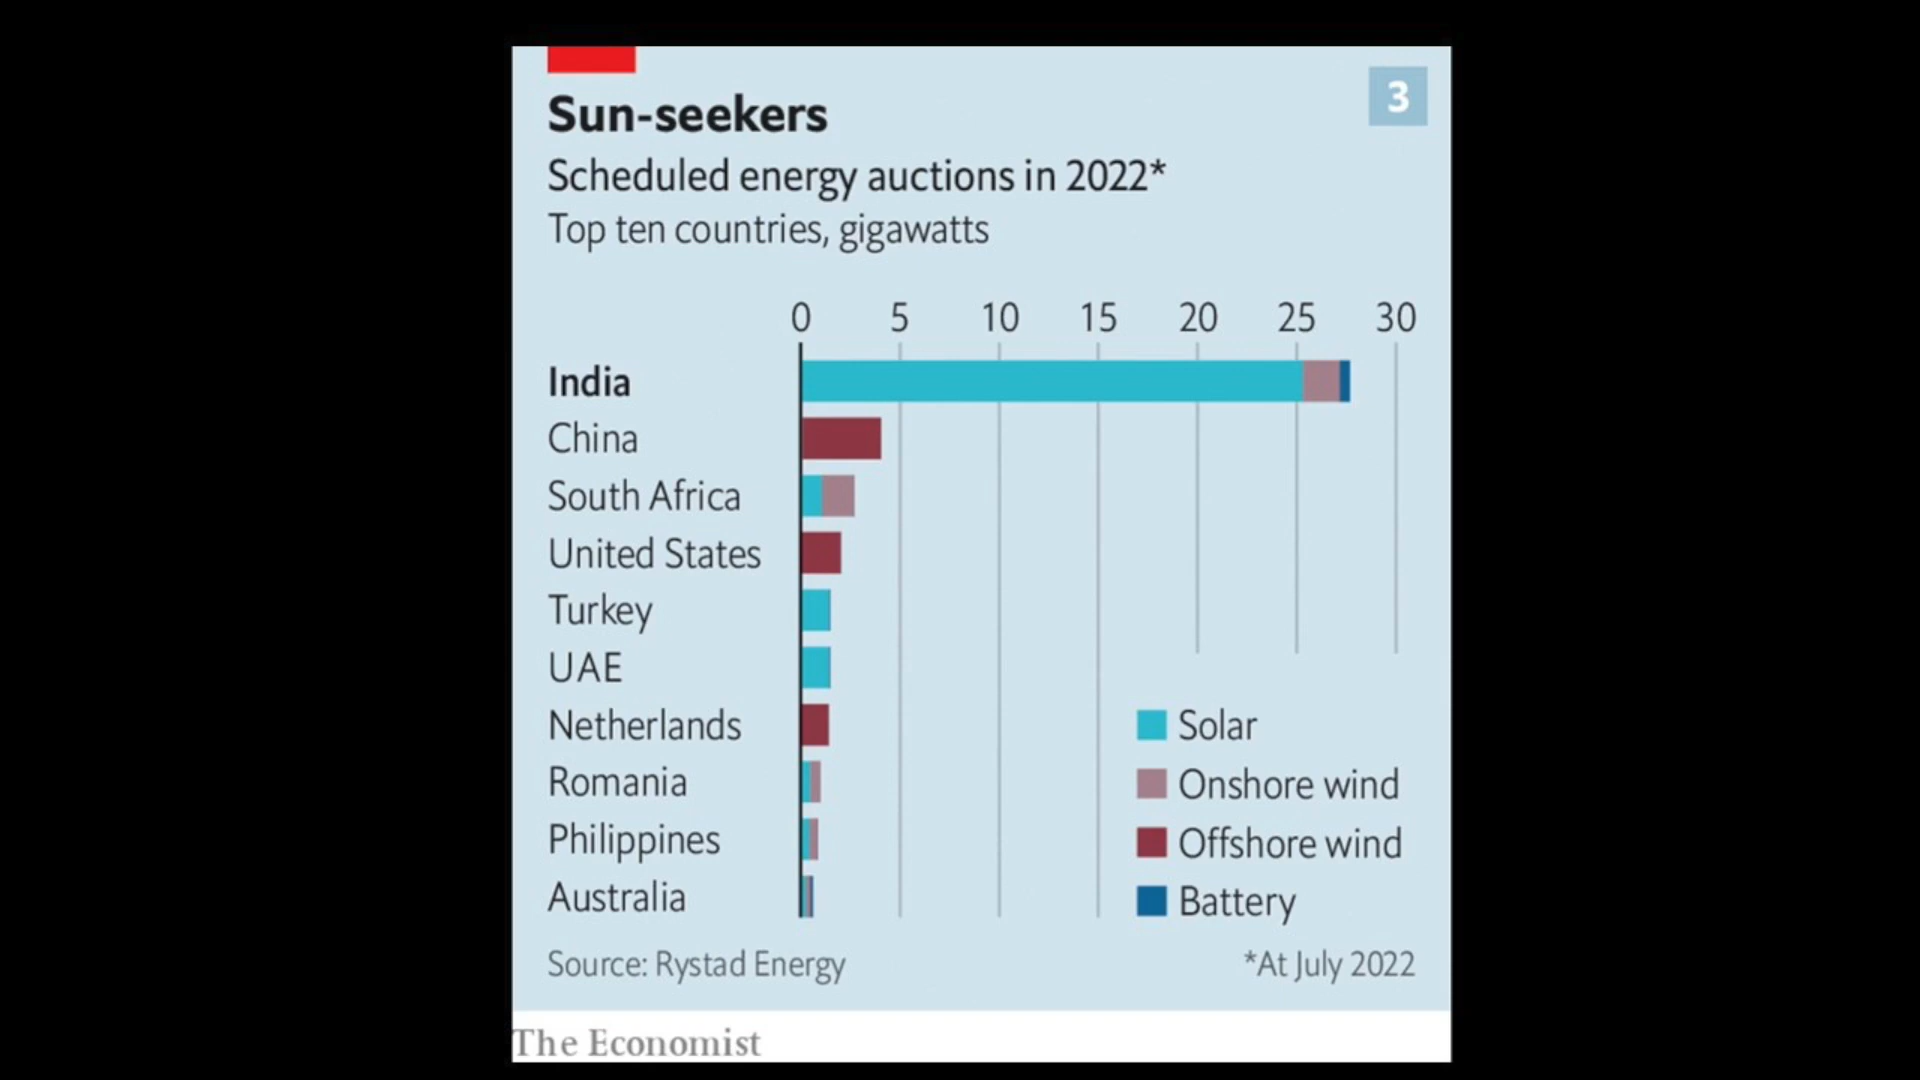 3
Sun-seekers
Scheduled energy auctions in 2022*
Top ten countries, gigawatts
0 5 10 15 20 25 30
India
China
South Africa
United States
Turkey
UAE
Netherlands
Romania
Philippines
Australia
Solar
Onshore wind
Offshore wind
Battery
Source: Rystad Energy
*At July 2022
The Economist